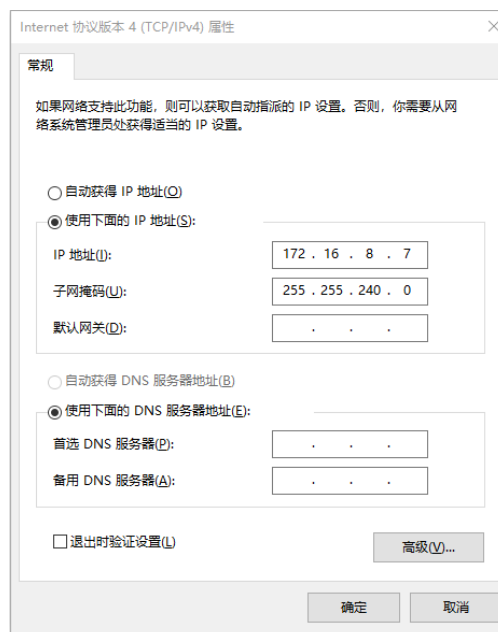 Internet 协议版本 4 (TCP/IPv4) 属性
常规
如果网络支持此功能，则可以获取自动指派的 IP 设置。否则，你需要从网
络系统管理员处获得适当的 IP 设置。
自动获得 IP 地址(O)
使用下面的 IP 地址(S):
IP 地址(I): 172 . 16 . 8 . 7
子网掩码(U): 255 . 255 . 240 . 0
默认网关(D): . . .
自动获得 DNS 服务器地址(B)
使用下面的 DNS 服务器地址(E):
首选 DNS 服务器(P): . . .
备用 DNS 服务器(A): . . .
退出时验证设置(L)
高级(V)...
确定 取消